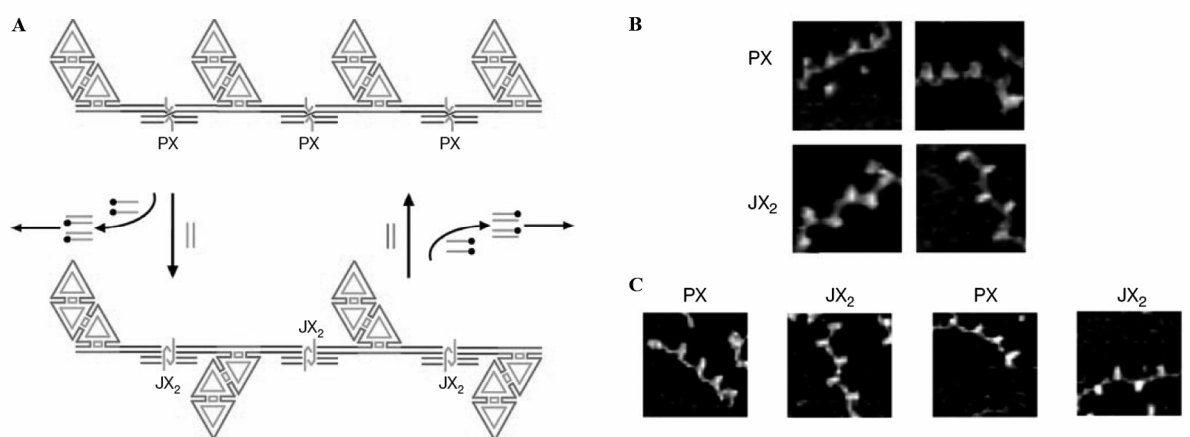 A
PX PX PX
JX₂
JX₂ JX₂
B
PX
JX₂
C
PX JX₂ PX JX₂